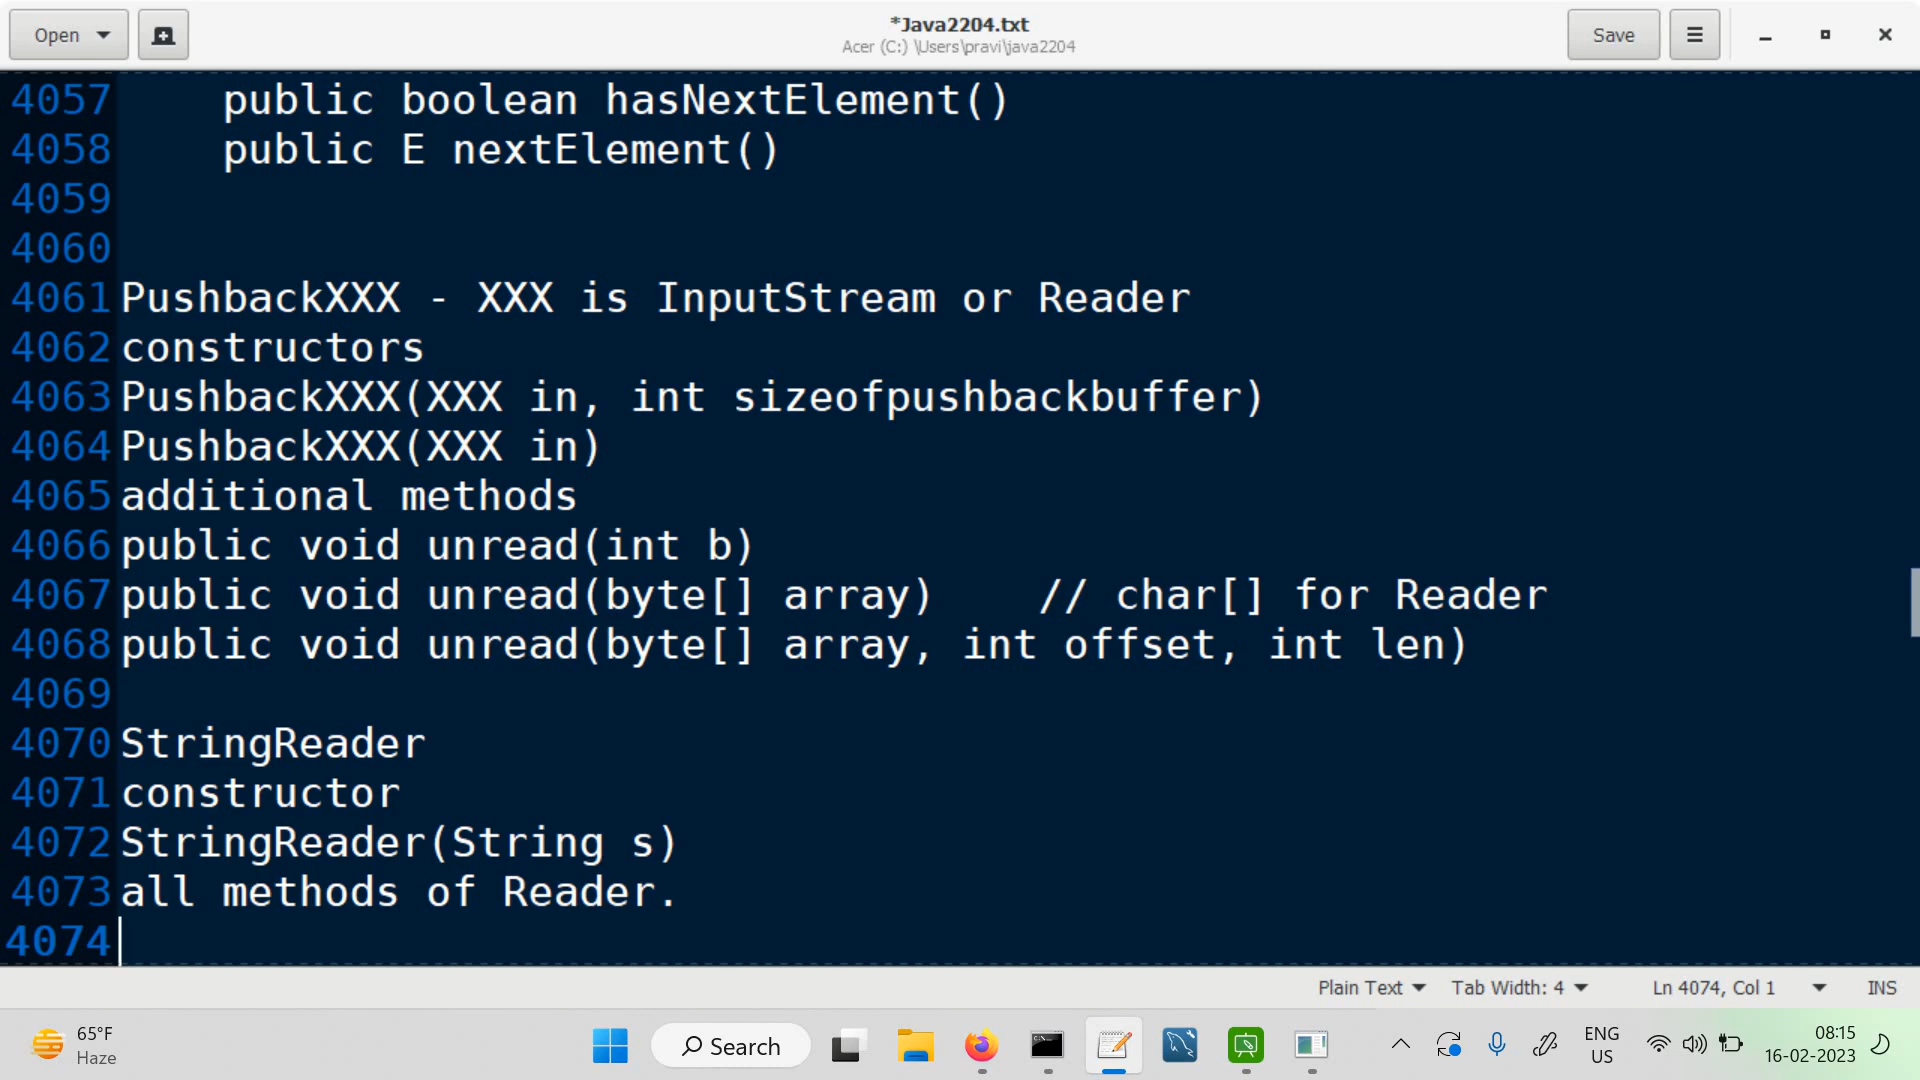 Open
*Java2204.txt
Acer (C:) \Users\pravi\java2204
Save
4057 public boolean hasNextElement()
4058 public E nextElement()
4059
4060
4061 PushbackXXX - XXX is InputStream or Reader
4062 constructors
4063 PushbackXXX(XXX in, int sizeofpushbackbuffer)
4064 PushbackXXX(XXX in)
4065 additional methods
4066 public void unread(int b)
4067 public void unread(byte[] array) // char[] for Reader
4068 public void unread(byte[] array, int offset, int len)
4069
4070 StringReader
4071 constructor
4072 StringReader(String s)
4073 all methods of Reader.
4074
Plain Text Tab Width: 4 Ln 4074, Col 1 INS
65°F
Haze
Search
ENG
US
08:15
16-02-2023